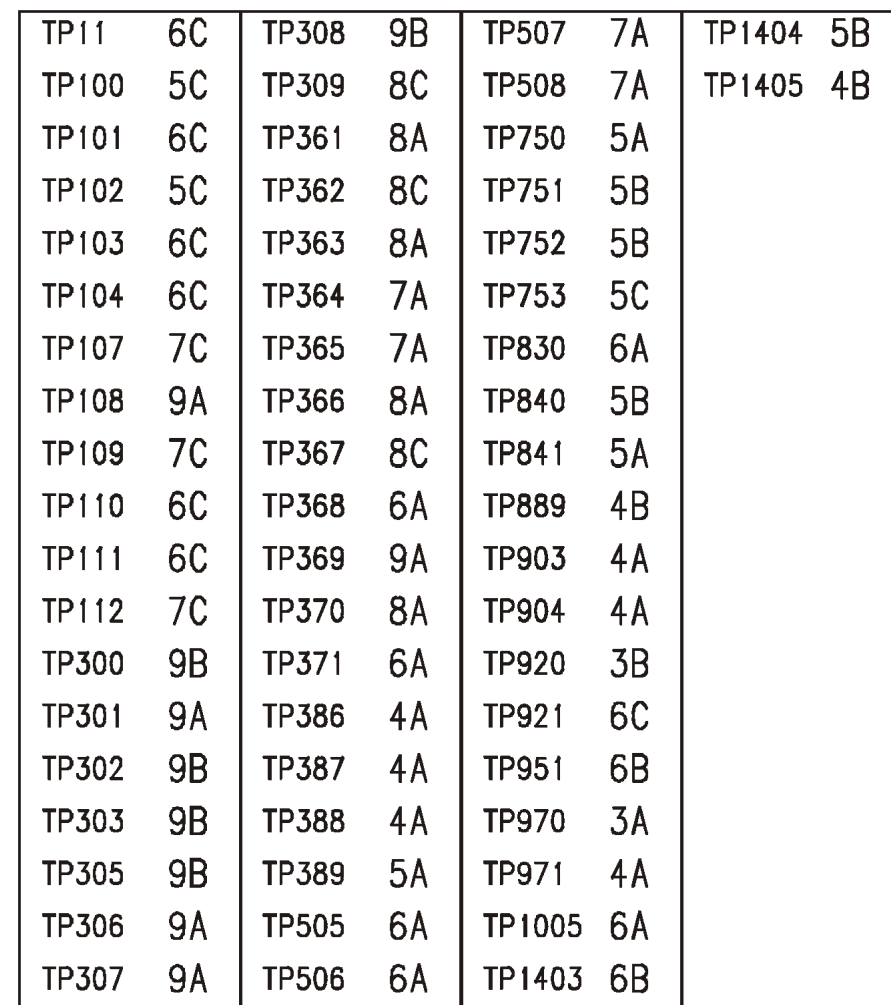 TP11 6C
TP100 5C
TP101 6C
TP102 5C
TP103 6C
TP104 6C
TP107 7C
TP108 9A
TP109 7C
TP110 6C
TP111 6C
TP112 7C
TP300 9B
TP301 9A
TP302 9B
TP303 9B
TP305 9B
TP306 9A
TP307 9A
TP308 9B
TP309 8C
TP361 8A
TP362 8C
TP363 8A
TP364 7A
TP365 7A
TP366 8A
TP367 8C
TP368 6A
TP369 9A
TP370 8A
TP371 6A
TP386 4A
TP387 4A
TP388 4A
TP389 5A
TP505 6A
TP506 6A
TP507 7A
TP508 7A
TP750 5A
TP751 5B
TP752 5B
TP753 5C
TP830 6A
TP840 5B
TP841 5A
TP889 4B
TP903 4A
TP904 4A
TP920 3B
TP921 6C
TP951 6B
TP970 3A
TP971 4A
TP1005 6A
TP1403 6B
TP1404 5B
TP1405 4B